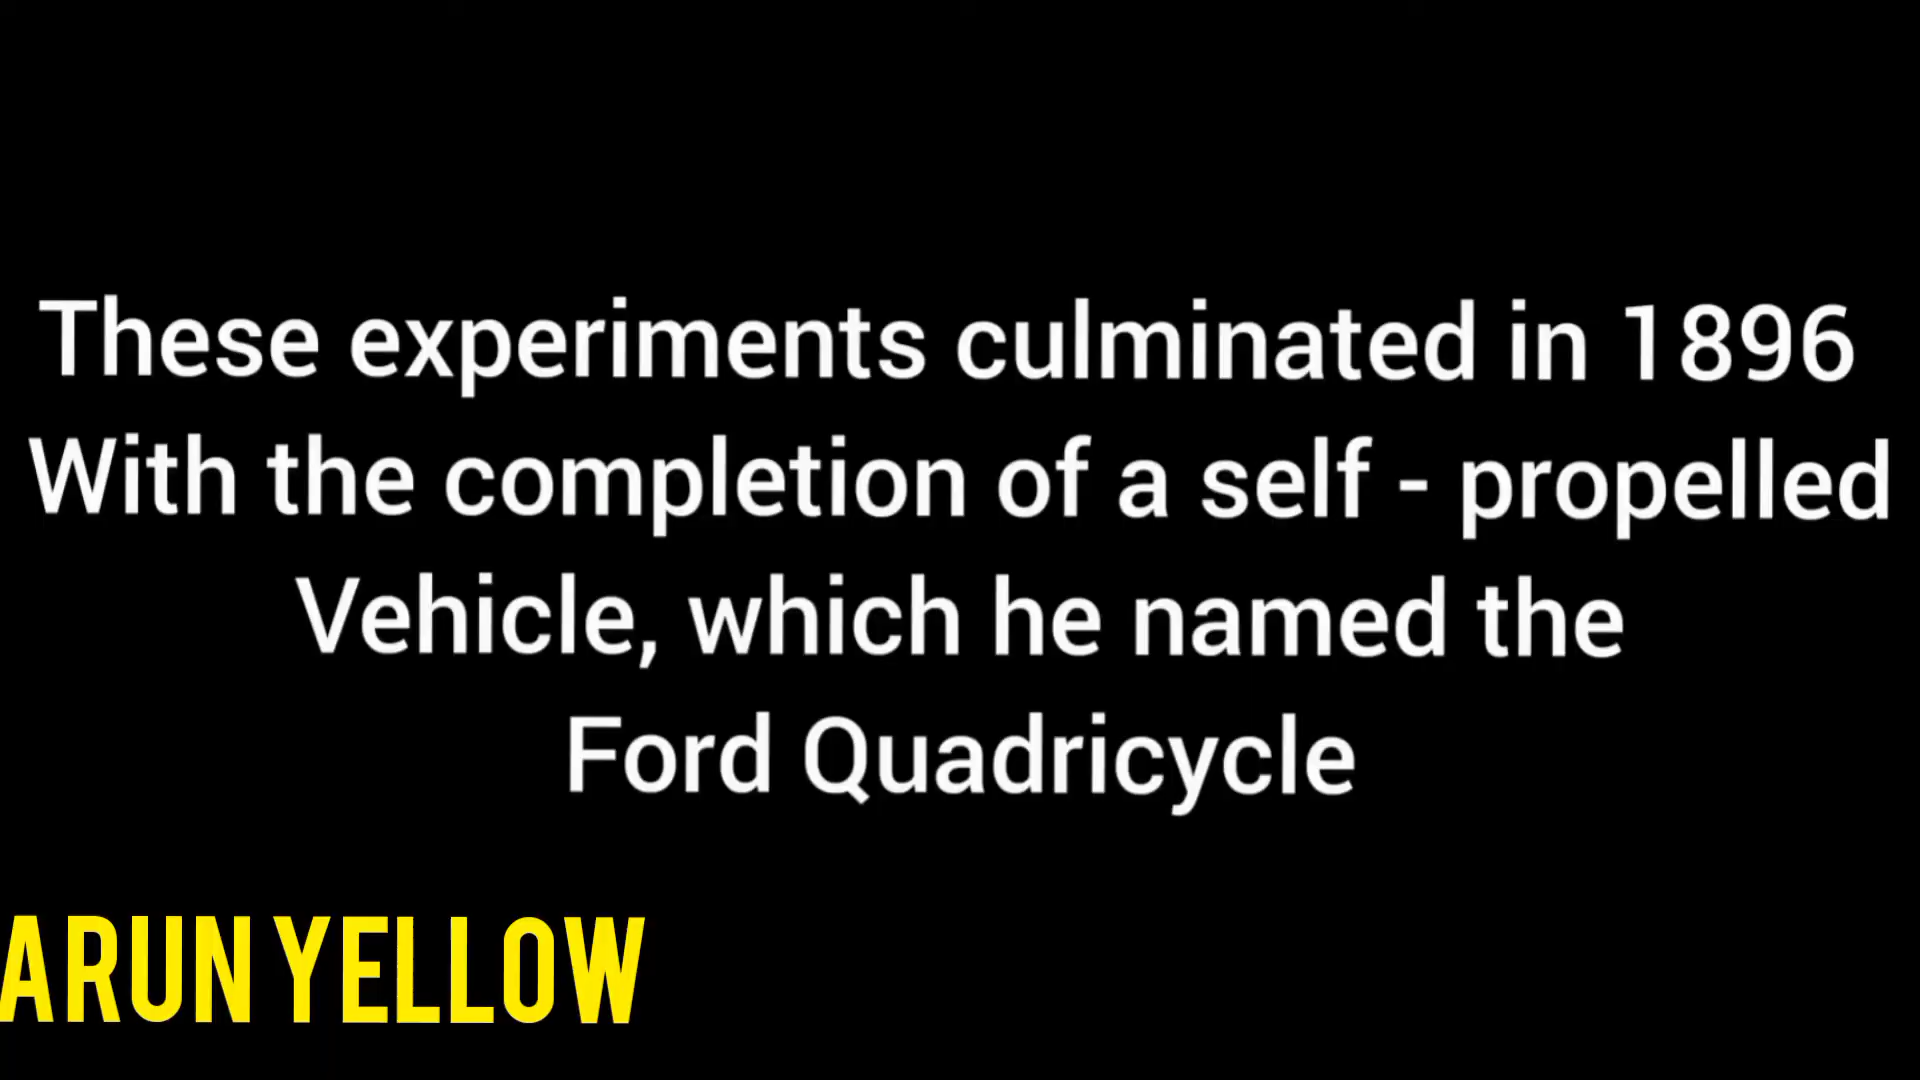 These experiments culminated in 1896
With the completion of a self - propelled
Vehicle, which he named the
Ford Quadricycle
ARUN YELLOW